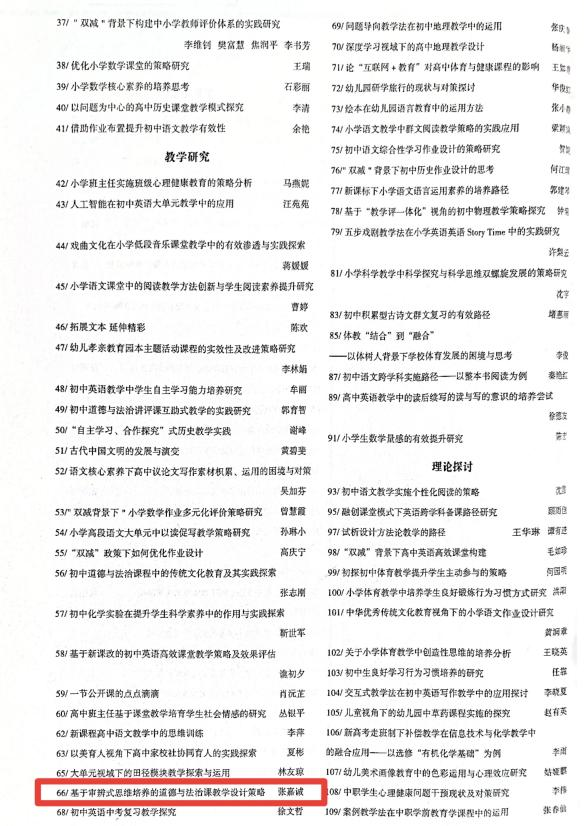 37/ "双减"背景下构建中小学教师评价体系的实践研究
李维钊 樊富慧 焦润平 李书芳
38/ 优化小学数学课堂的策略研究 王瑞
39/ 小学数学核心素养的培养思考 石彩丽
40/ 以问题为中心的高中历史课堂教学模式探究 李清
41/ 借助作业布置提升初中语文教学有效性 余艳
教学研究
42/ 小学班主任实施班级心理健康教育的策略分析 马燕妮
43/ 人工智能在初中英语大单元教学中的应用 汪苑苑
44/ 戏曲文化在小学低段音乐课堂教学中的有效渗透与实践探索
蒋媛媛
45/ 小学语文课堂中的阅读教学方法创新与学生阅读素养提升研究
曹婷
46/ 拓展文本 延伸精彩 陈欢
47/ 幼儿孝亲教育园本主题活动课程的实效性及改进策略研究
李林娟
48/ 初中英语教学中学生自主学习能力培养研究 牟丽
49/ 初中道德与法治讲评课互助式教学的实践研究 郭育智
50/ "自主学习、合作探究"式历史教学实践 谢峰
51/ 古代中国文明的发展与演变 黄碧斐
52/ 语文核心素养下高中议论文写作素材积累、运用的困境与对策
吴加芬
53/ "双减背景下"小学数学作业多元化评价策略研究 曾慧霞
54/ 小学高段语文大单元中以读促写教学策略研究 孙琳小
55/ "双减"政策下如何优化作业设计 高庆宁
56/ 初中道德与法治课程中的传统文化教育及其实践探索
张志刚
57/ 初中化学实验在提升学生科学素养中的作用与实践探索
靳世军
58/ 基于新课改的初中英语高效课堂教学策略及效果评估
谯初夕
59/ 一节公开课的点点滴滴 肖沅芷
60/ 高中班主任基于课堂教学培育学生社会情感的研究 丛银平
62/ 新课程高中语文教学中的思维训练 李萍
63/ 以美育人视角下高中家校社协同育人的实践探索 夏彬
65/ 大单元视域下的田径模块教学探索与运用 林友琼
66/ 基于审辨式思维培养的道德与法治课教学设计策略 张嘉诚
68/ 初中英语中考复习教学探究 徐文哲
69/ 问题导向教学法在初中地理教学中的运用
70/ 深度学习视域下的高中地理教学设计
71/ 论"互联网+教育"对高中体育与健康课程的影响
72/ 幼儿园研学旅行的现状与对策探讨
73/ 绘本在幼儿园语言教育中的运用方法
74/ 小学语文教学中群文阅读教学策略的实践应用
75/ 初中语文综合性学习作业设计的策略研究
76/ "双减"背景下初中历史作业设计的思考
77/ 新课标下小学语文语言运用素养的培养路径
78/ 基于"教学评一体化"视角的初中物理教学策略探究
79/ 五步戏剧教学法在小学英语英语 Story Time 中的实践研究
81/ 小学科学教学中科学探究与科学思维双螺旋发展的策略研究
83/ 初中积累型古诗文群文复习的有效路径
85/ 体教"结合"到"融合"
——以体树人背景下学校体育发展的困境与思考 李俊
87/ 初中语文跨学科实施路径——以整本书阅读为例
89/ 高中英语教学中的读后续写的读与写的意识的培养尝试
徐德发
91/ 小学生数学量感的有效提升研究
理论探讨
93/ 初中语文教学实施个性化阅读的策略
95/ 融创课堂模式下英语跨学科备课路径研究
97/ 试析设计方法论教学的路径 王华琳
98/ "双减"背景下高中英语高效课堂构建
99/ 初探初中体育教学提升学生主动参与的策略
100/ 小学体育教学中培养学生良好锻炼行为习惯方式研究
101/ 中华优秀传统文化教育视角下的小学语文作业设计研究
黄润章
102/ 关于小学体育教学中创造性思维的培养分析 王晓英
103/ 初中生良好学习行为习惯培养的研究 任霏
104/ 交互式教学法在初中英语写作教学中的应用探讨 李晓夏
105/ 儿童视角下的幼儿园中草药课程实施的探究 赵有英
106/ 新高考走班制下补偿教学在信息技术与化学教学中
的融合应用——以选修"有机化学基础"为例 李雨
107/ 幼儿美术画像教育中的色彩运用与心理效应研究
108/ 中职学生心理健康问题干预现状及对策研究 李伟
109/ 案例教学法在中职学前教育学课程中的运用